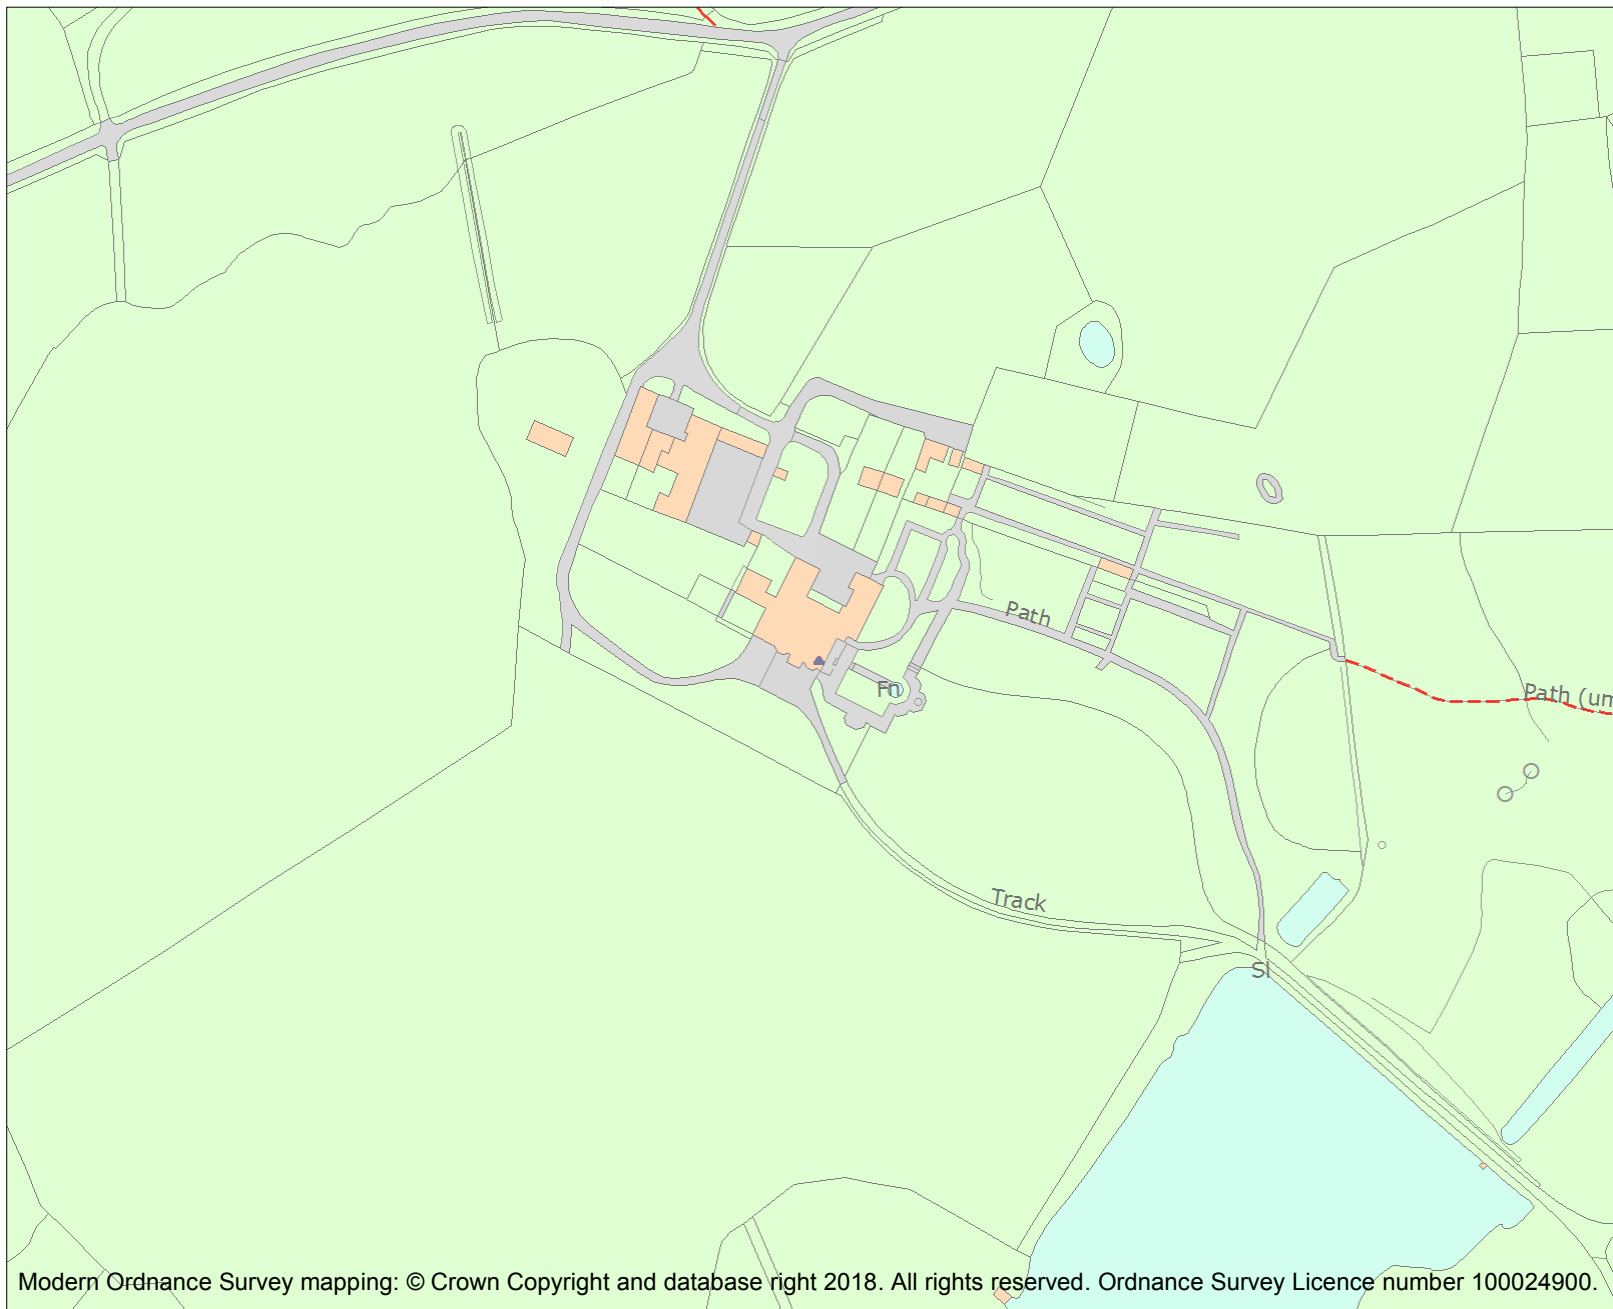 Path
Fn
Path (um
Track
Sl
Modern Ordnance Survey mapping: © Crown Copyright and database right 2018. All rights reserved. Ordnance Survey Licence number 100024900.